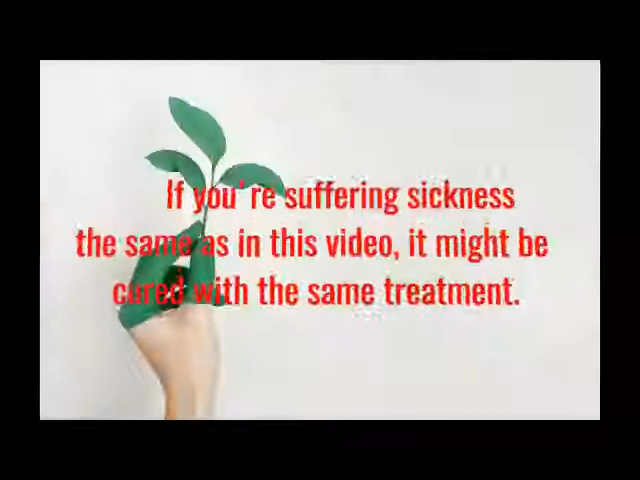 If you're suffering sickness
the same as in this video, it might be
cured with the same treatment.